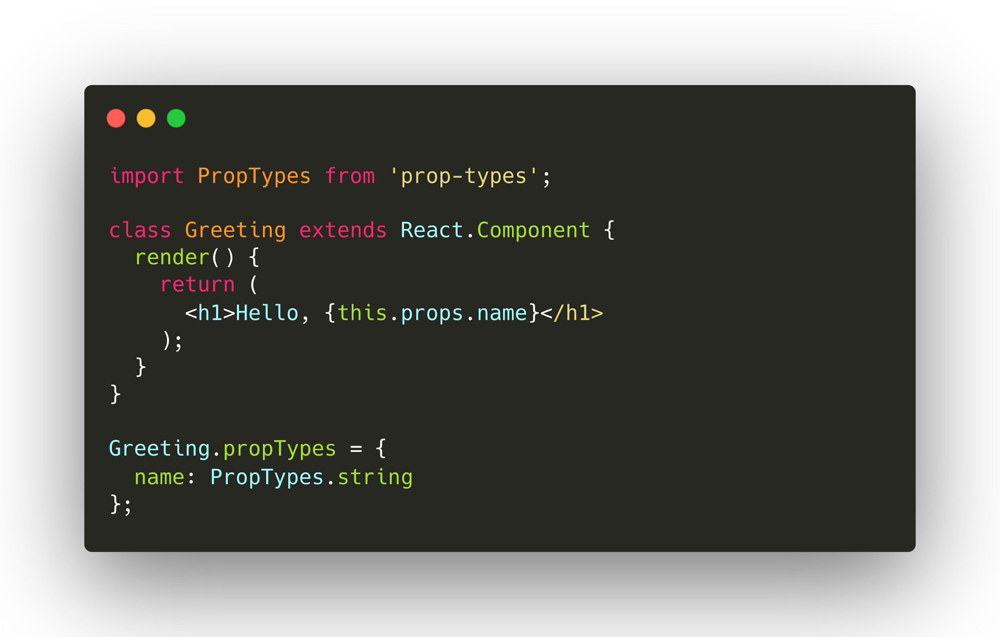 import PropTypes from 'prop-types';

class Greeting extends React.Component {
  render() {
    return (
      <h1>Hello, {this.props.name}</h1>
    );
  }
}

Greeting.propTypes = {
  name: PropTypes.string
};